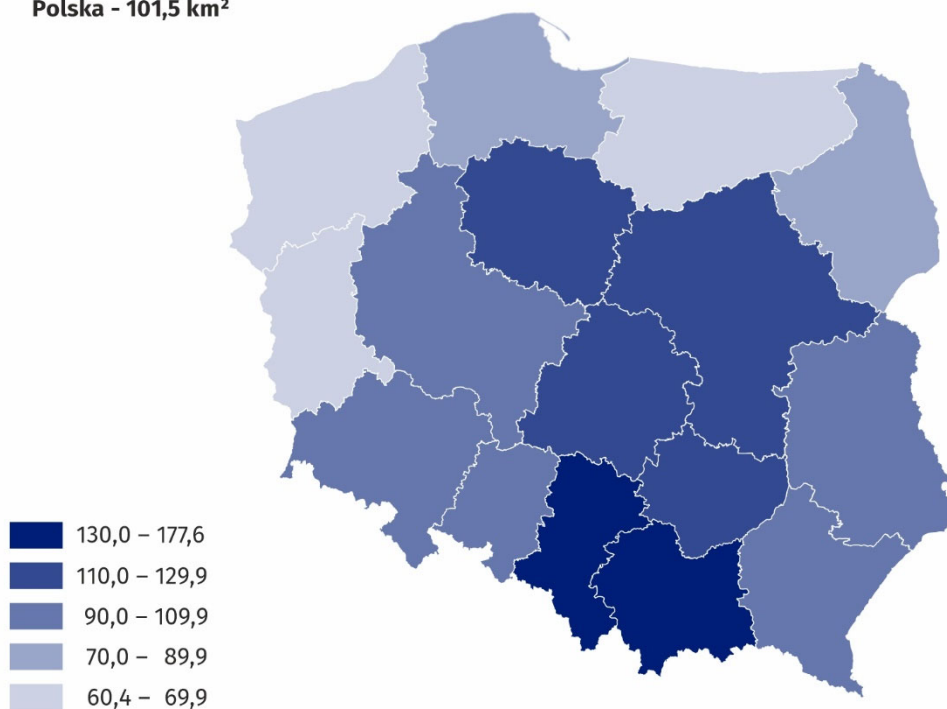 Polska - 101,5 km²
130,0 – 177,6
110,0 – 129,9
90,0 – 109,9
70,0 – 89,9
60,4 – 69,9